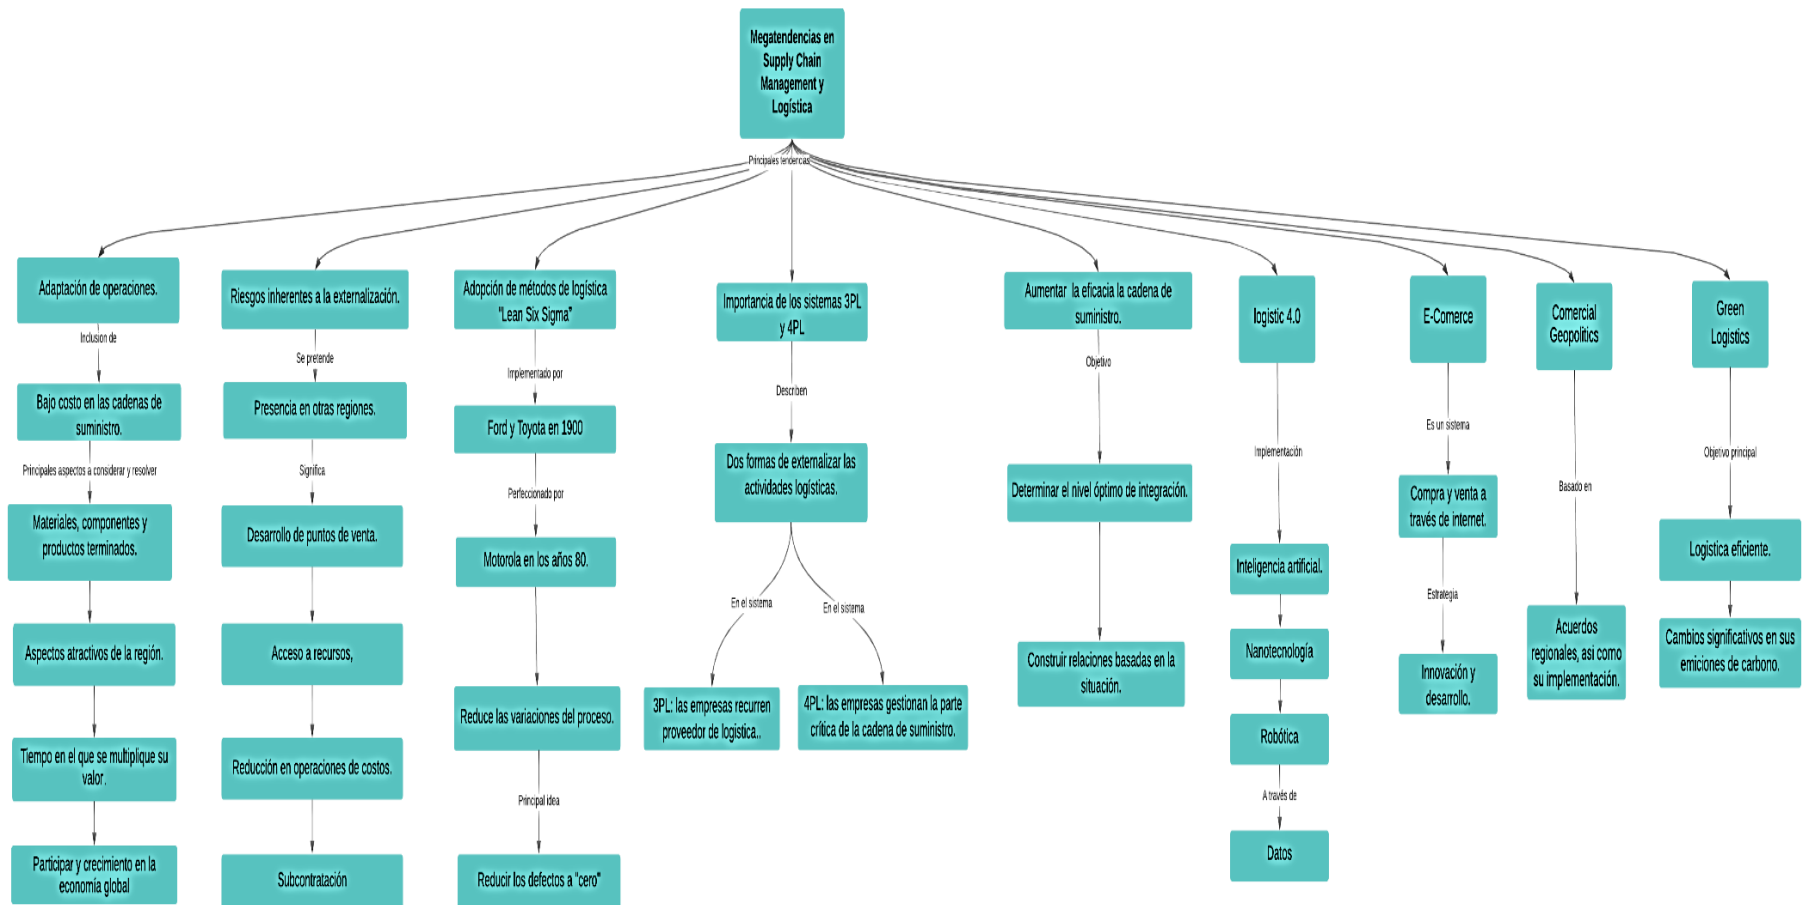 Megatendencias en
Supply Chain
Management y
Logística
Principales tendencias
Adaptación de operaciones.
Inclusion de
Bajo costo en las cadenas de
suministro.
Principales aspectos a considerar y resolver
Materiales, componentes y
productos terminados.
Aspectos atractivos de la región.
Tiempo en el que se multiplique su
valor.
Participar y crecimiento en la
economía global
Riesgos inherentes a la externalización.
Se pretende
Presencia en otras regiones.
Significa
Desarrollo de puntos de venta.
Acceso a recursos,
Reducción en operaciones de costos.
Subcontratación
Adopción de métodos de logística
"Lean Six Sigma"
Implementado por
Ford y Toyota en 1900
Perfeccionado por
Motorola en los años 80.
Reduce las variaciones del proceso.
Principal idea
Reducir los defectos a "cero"
Importancia de los sistemas 3PL
y 4PL
Describen
Dos formas de externalizar las
actividades logísticas.
En el sistema
En el sistema
3PL: las empresas recurren
proveedor de logistica..
4PL: las empresas gestionan la parte
crítica de la cadena de suministro.
Aumentar la eficacia la cadena de
suministro.
Objetivo
Determinar el nivel óptimo de integración.
Construir relaciones basadas en la
situación.
logistic 4.0
Implementación
Inteligencia artificial.
Nanotecnología
Robótica
A través de
Datos
E-Comerce
Es un sistema
Compra y venta a
través de internet.
Estrategia
Innovación y
desarrollo.
Comercial
Geopolitics
Basado en
Acuerdos
regionales, asi como
su implementación.
Green
Logistics
Objetivo principal
Logistica eficiente.
Cambios significativos en sus
emiciones de carbono.